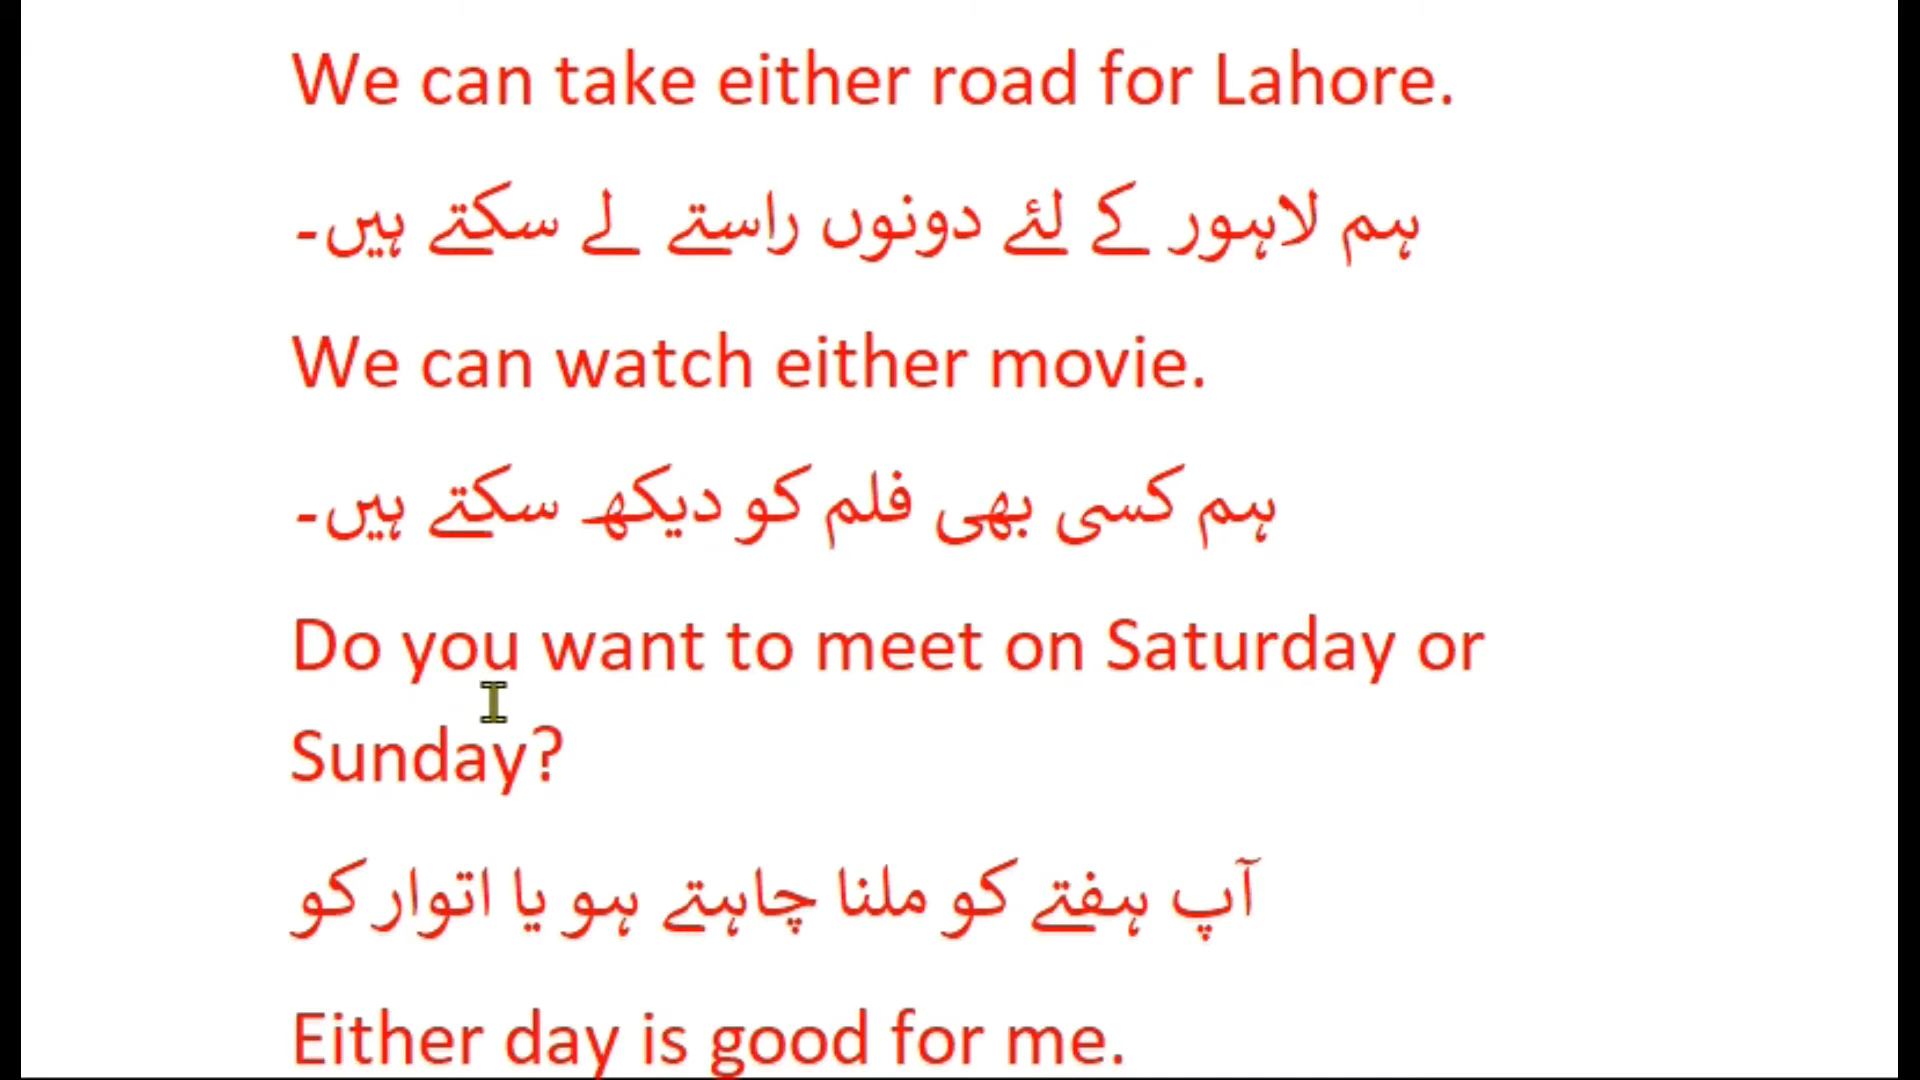 We can take either road for Lahore.
ہم لاہور کے لئے دونوں راستے لے سکتے ہیں۔
We can watch either movie.
ہم کسی بھی فلم کو دیکھ سکتے ہیں۔
Do you want to meet on Saturday or
Sunday?
آپ ہفتے کو ملنا چاہتے ہو یا اتوار کو
Either day is good for me.